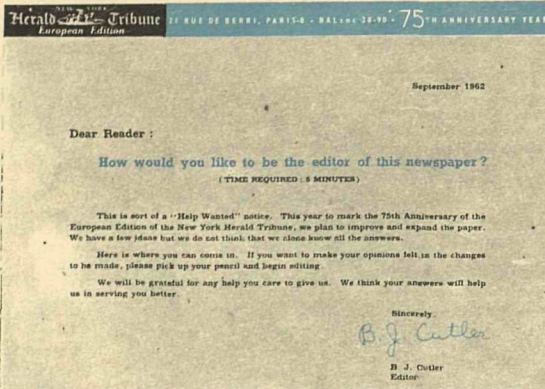 NEW YORK
Herald Tribune
European Edition
21 RUE DE BERRI, PARIS-8 - BALzac 28-90 - 75TH ANNIVERSARY YEAR
September 1962
Dear Reader :
How would you like to be the editor of this newspaper?
(TIME REQUIRED : 5 MINUTES)
This is sort of a "Help Wanted" notice. This year to mark the 75th Anniversary of the
European Edition of the New York Herald Tribune, we plan to improve and expand the paper.
We have a few ideas but we do not think that we alone know all the answers.
Here is where you can come in. If you want to make your opinions felt in the changes
to be made, please pick up your pencil and begin editing.
We will be grateful for any help you care to give us. We think your answers will help
us in serving you better.
Sincerely,
B. J. Cutler
B J. Cutler
Editor